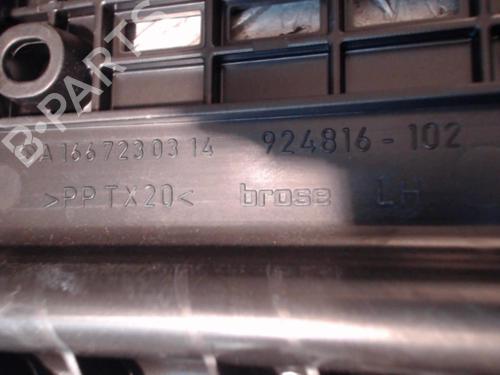 B-PARTS
A 166 723 03 14 924816-102
>PP TX20< brose LH